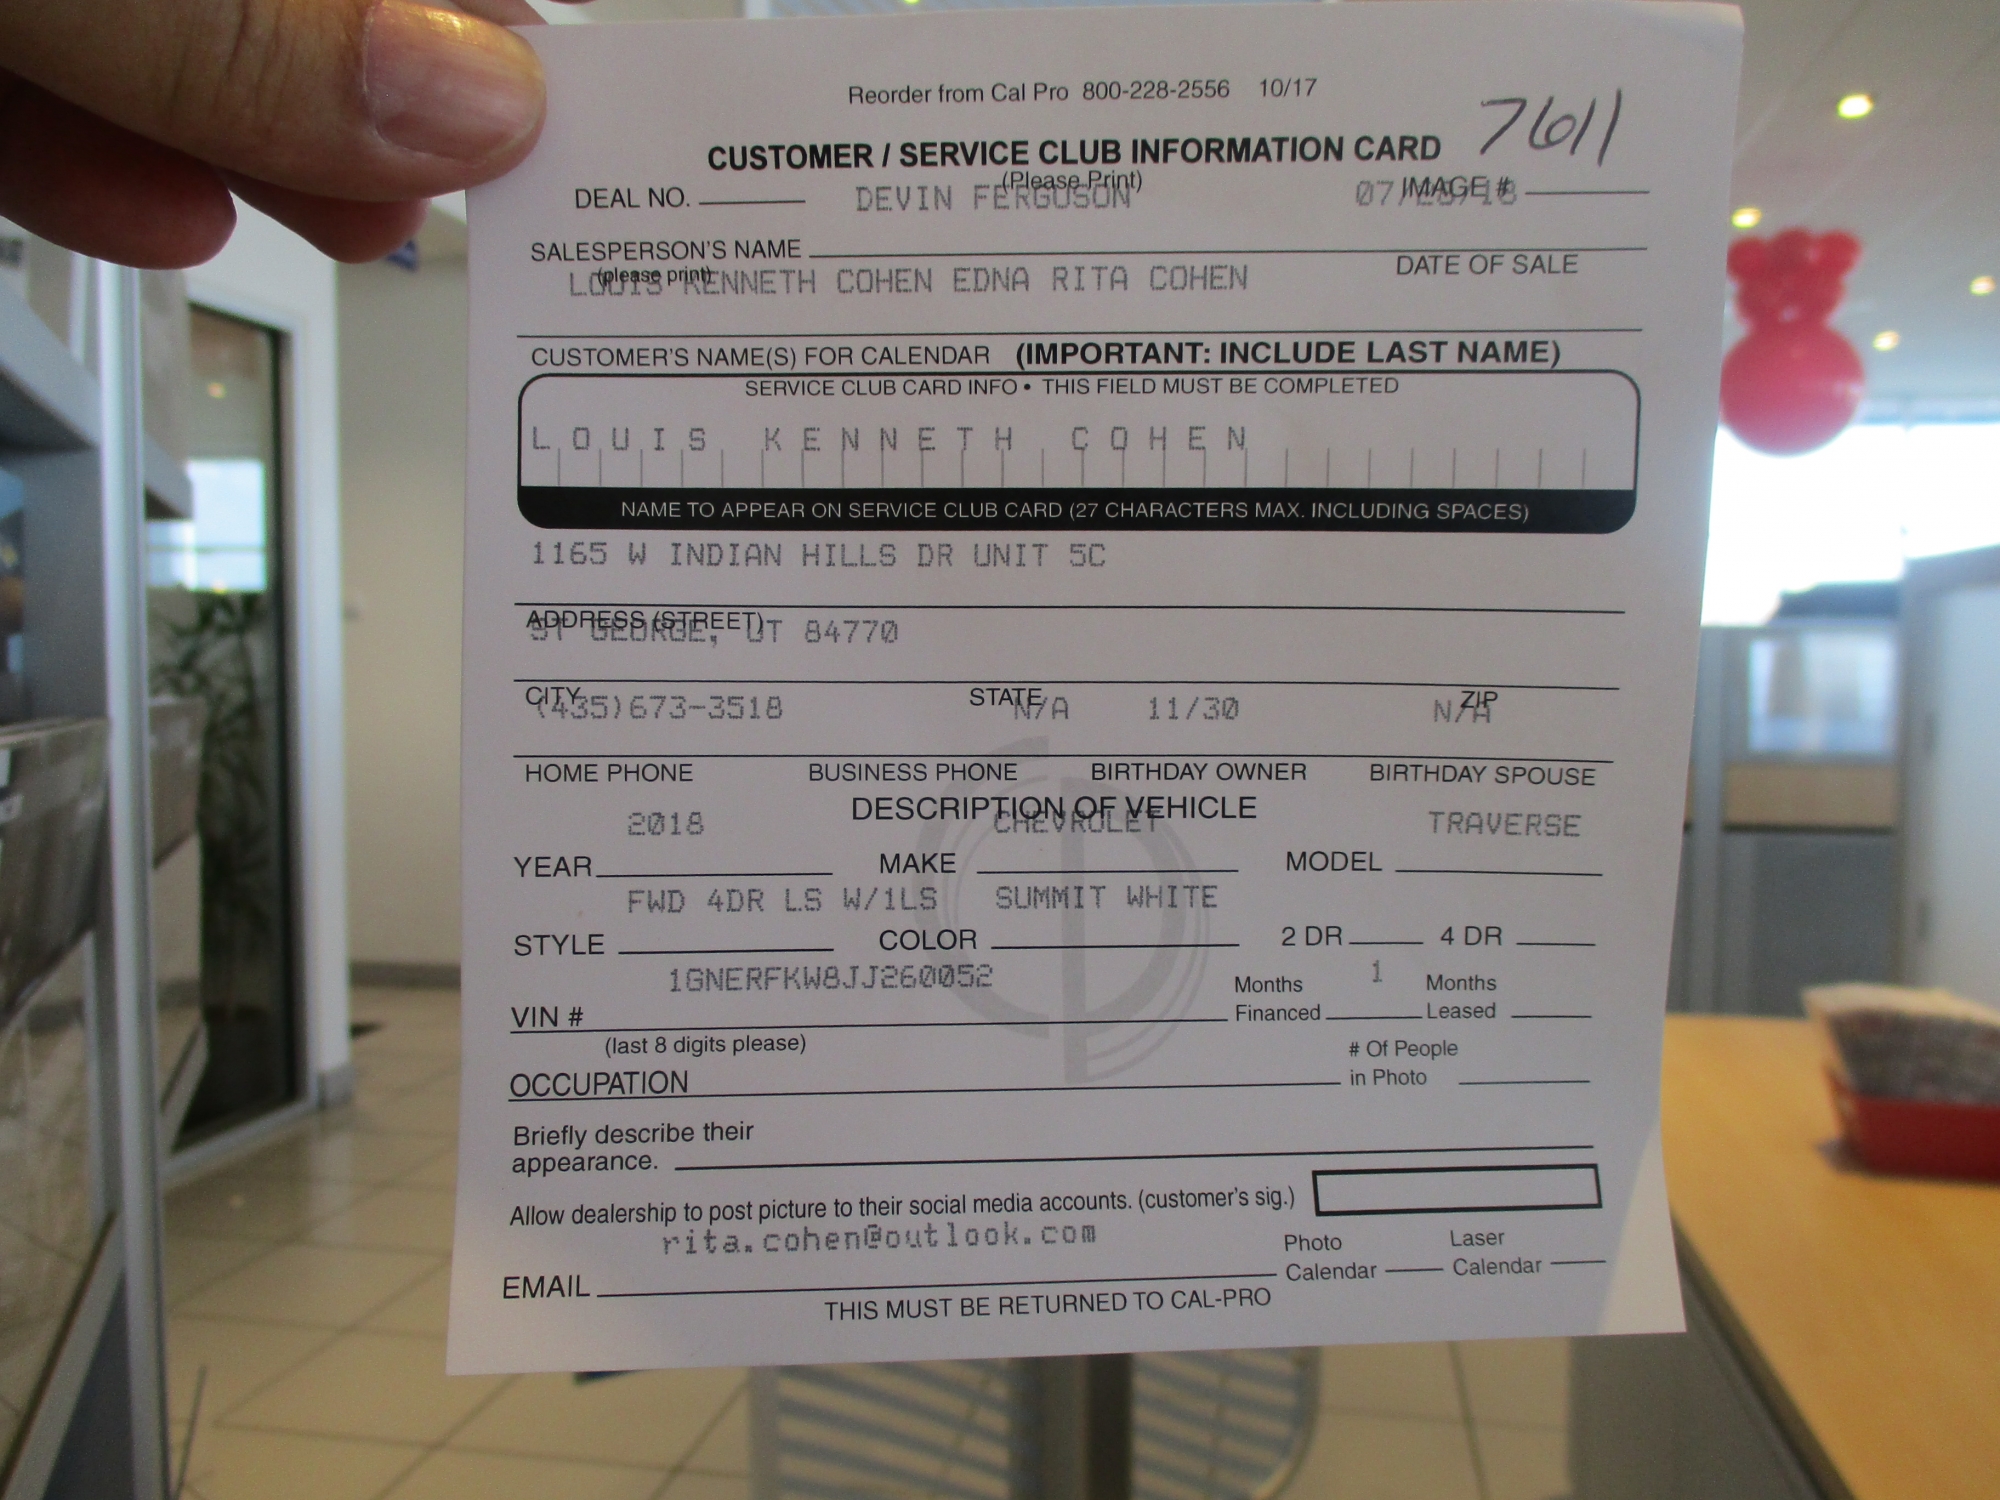 Reorder from Cal Pro 800-228-2556 10/17
7611
CUSTOMER / SERVICE CLUB INFORMATION CARD
(Please Print)
DEAL NO. DEVIN FERGUSON IMAGE #
SALESPERSON'S NAME
(please print) DATE OF SALE
LOUIS KENNETH COHEN EDNA RITA COHEN
CUSTOMER'S NAME(S) FOR CALENDAR (IMPORTANT: INCLUDE LAST NAME)
SERVICE CLUB CARD INFO • THIS FIELD MUST BE COMPLETED
LOUIS KENNETH COHEN
NAME TO APPEAR ON SERVICE CLUB CARD (27 CHARACTERS MAX. INCLUDING SPACES)
1165 W INDIAN HILLS DR UNIT 5C
ADDRESS (STREET)
ST GEORGE, UT 84770
CITY STATE ZIP
(435)673-3518 N/A 11/30 N/A
HOME PHONE BUSINESS PHONE BIRTHDAY OWNER BIRTHDAY SPOUSE
DESCRIPTION OF VEHICLE
2018 CHEVROLET TRAVERSE
YEAR MAKE MODEL
FWD 4DR LS W/1LS SUMMIT WHITE
STYLE COLOR 2 DR 4 DR
1GNERFKW8JJ260052
Months Financed 1 Months Leased
VIN #
(last 8 digits please)
# Of People in Photo
OCCUPATION
Briefly describe their
appearance.
Allow dealership to post picture to their social media accounts. (customer's sig.)
rita.cohen@outlook.com
Photo Calendar Laser Calendar
EMAIL
THIS MUST BE RETURNED TO CAL-PRO